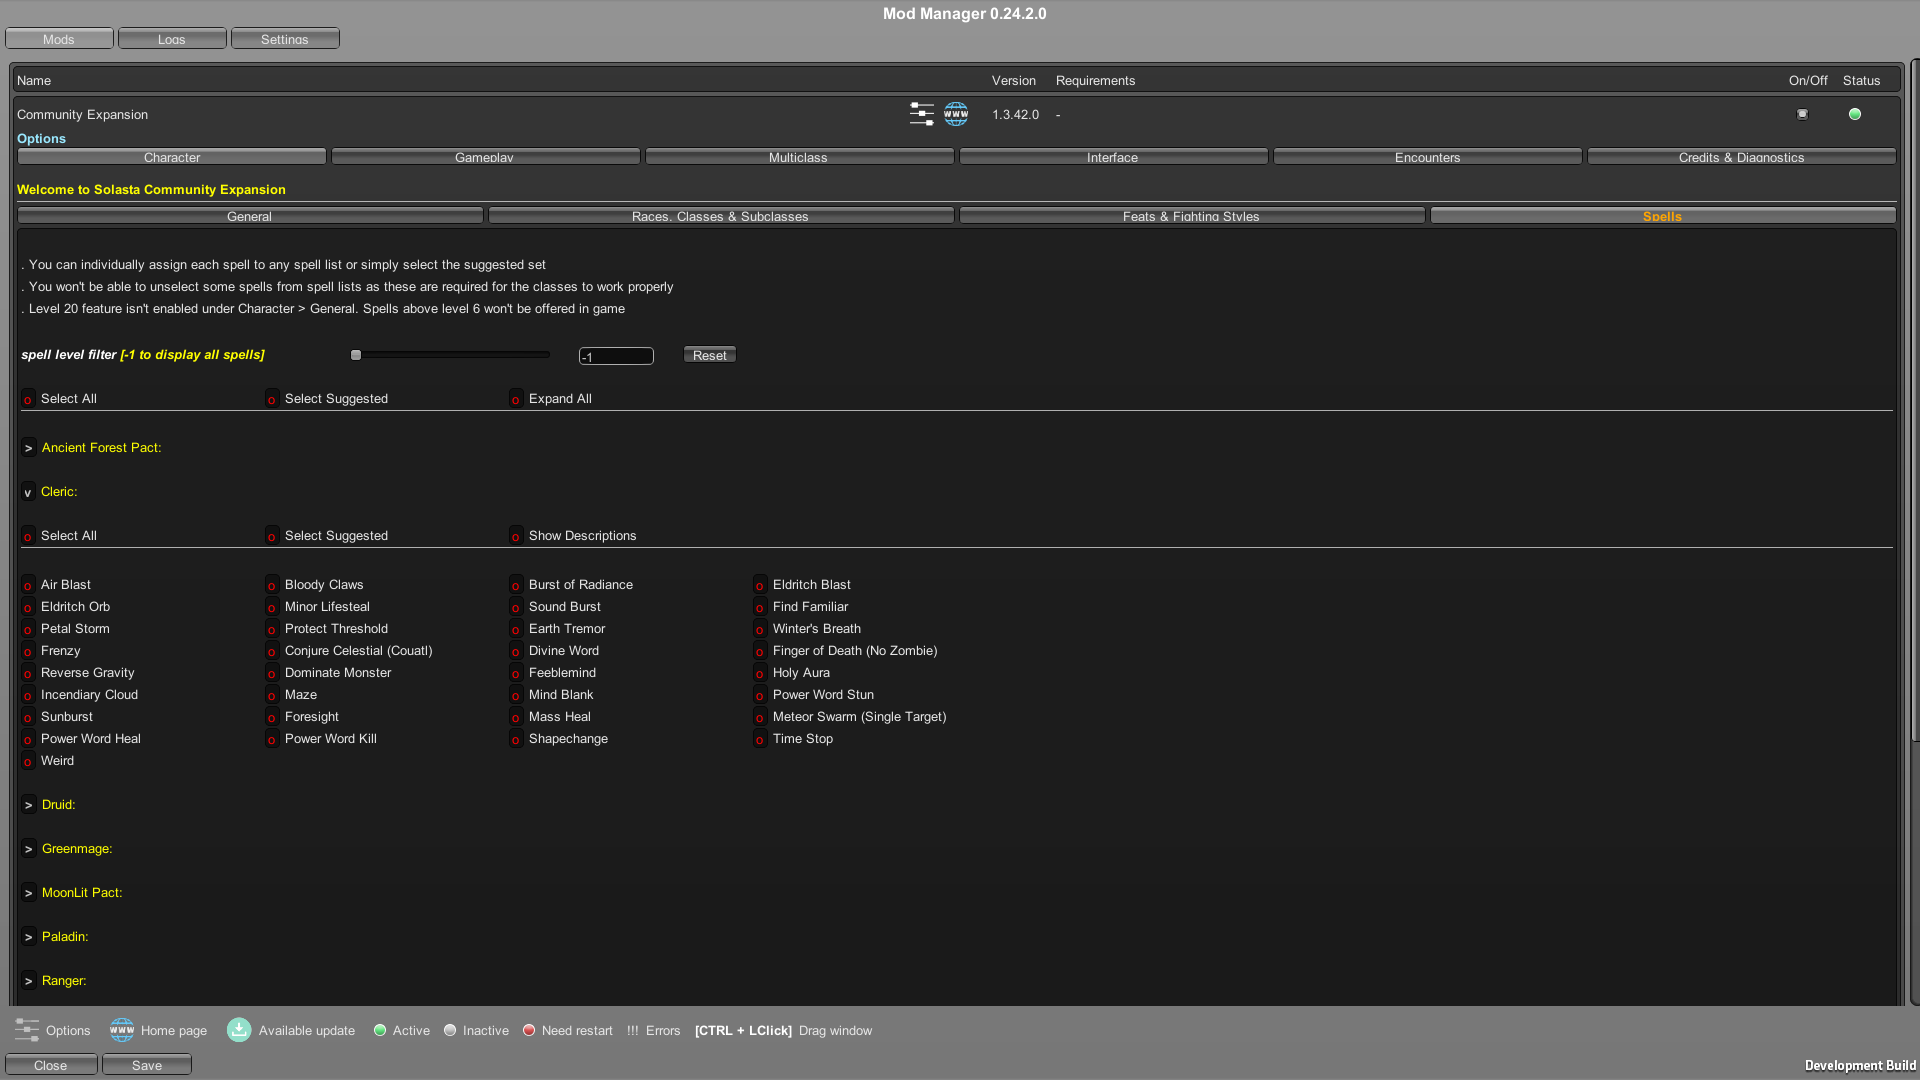 Mod Manager 0.24.2.0
Mods Logs Settings
Name Version Requirements On/Off Status
Community Expansion WWW 1.3.42.0 -
Options
Character Gameplay Multiclass Interface Encounters Credits & Diagnostics
Welcome to Solasta Community Expansion
General Races, Classes & Subclasses Feats & Fighting Styles Spells
. You can individually assign each spell to any spell list or simply select the suggested set
. You won't be able to unselect some spells from spell lists as these are required for the classes to work properly
. Level 20 feature isn't enabled under Character > General. Spells above level 6 won't be offered in game
spell level filter [-1 to display all spells] -1 Reset
o Select All o Select Suggested o Expand All
> Ancient Forest Pact:
v Cleric:
o Select All o Select Suggested o Show Descriptions
o Air Blast o Bloody Claws o Burst of Radiance o Eldritch Blast
o Eldritch Orb o Minor Lifesteal o Sound Burst o Find Familiar
o Petal Storm o Protect Threshold o Earth Tremor o Winter's Breath
o Frenzy o Conjure Celestial (Couatl) o Divine Word o Finger of Death (No Zombie)
o Reverse Gravity o Dominate Monster o Feeblemind o Holy Aura
o Incendiary Cloud o Maze o Mind Blank o Power Word Stun
o Sunburst o Foresight o Mass Heal o Meteor Swarm (Single Target)
o Power Word Heal o Power Word Kill o Shapechange o Time Stop
o Weird
> Druid:
> Greenmage:
> MoonLit Pact:
> Paladin:
> Ranger:
Options WWW Home page Available update Active Inactive Need restart !!! Errors [CTRL + LClick] Drag window
Close Save
Development Build